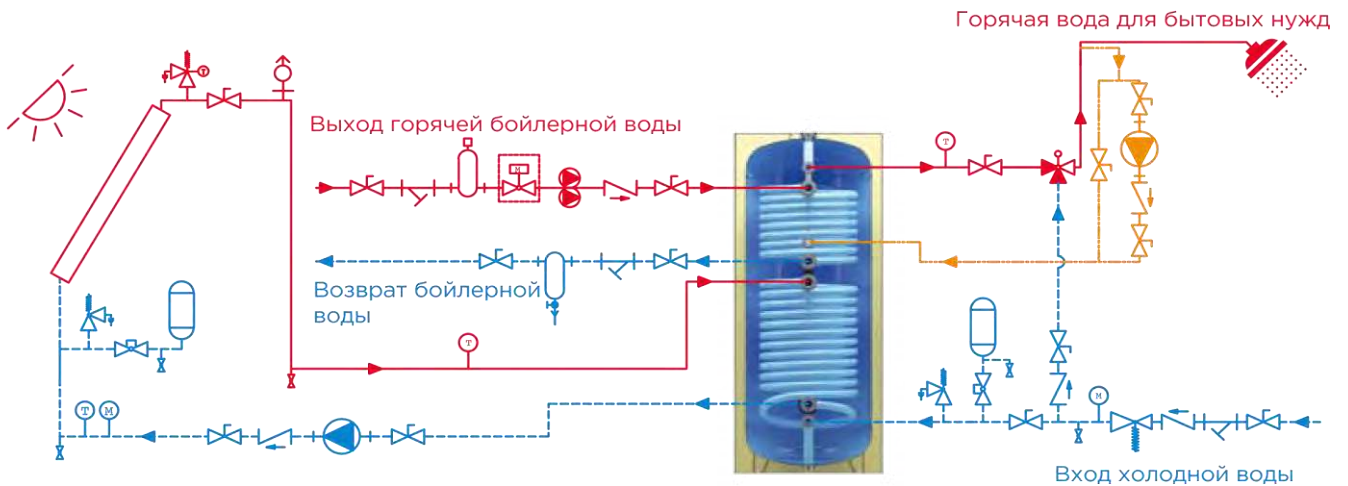 Горячая вода для бытовых нужд
T
Выход горячей бойлерной воды
M
T
Возврат бойлерной
воды
T
T M
M
Вход холодной воды